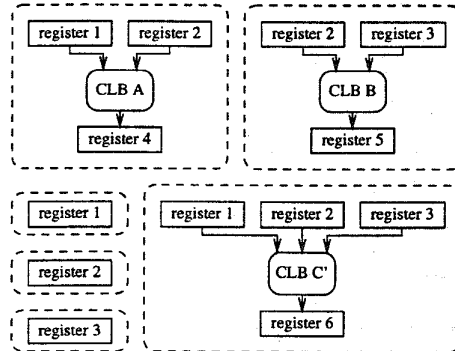 register 1 register 2 register 2 register 3
CLB A CLB B
register 4 register 5
register 1 register 1 register 2 register 3
register 2 CLB C'
register 3 register 6